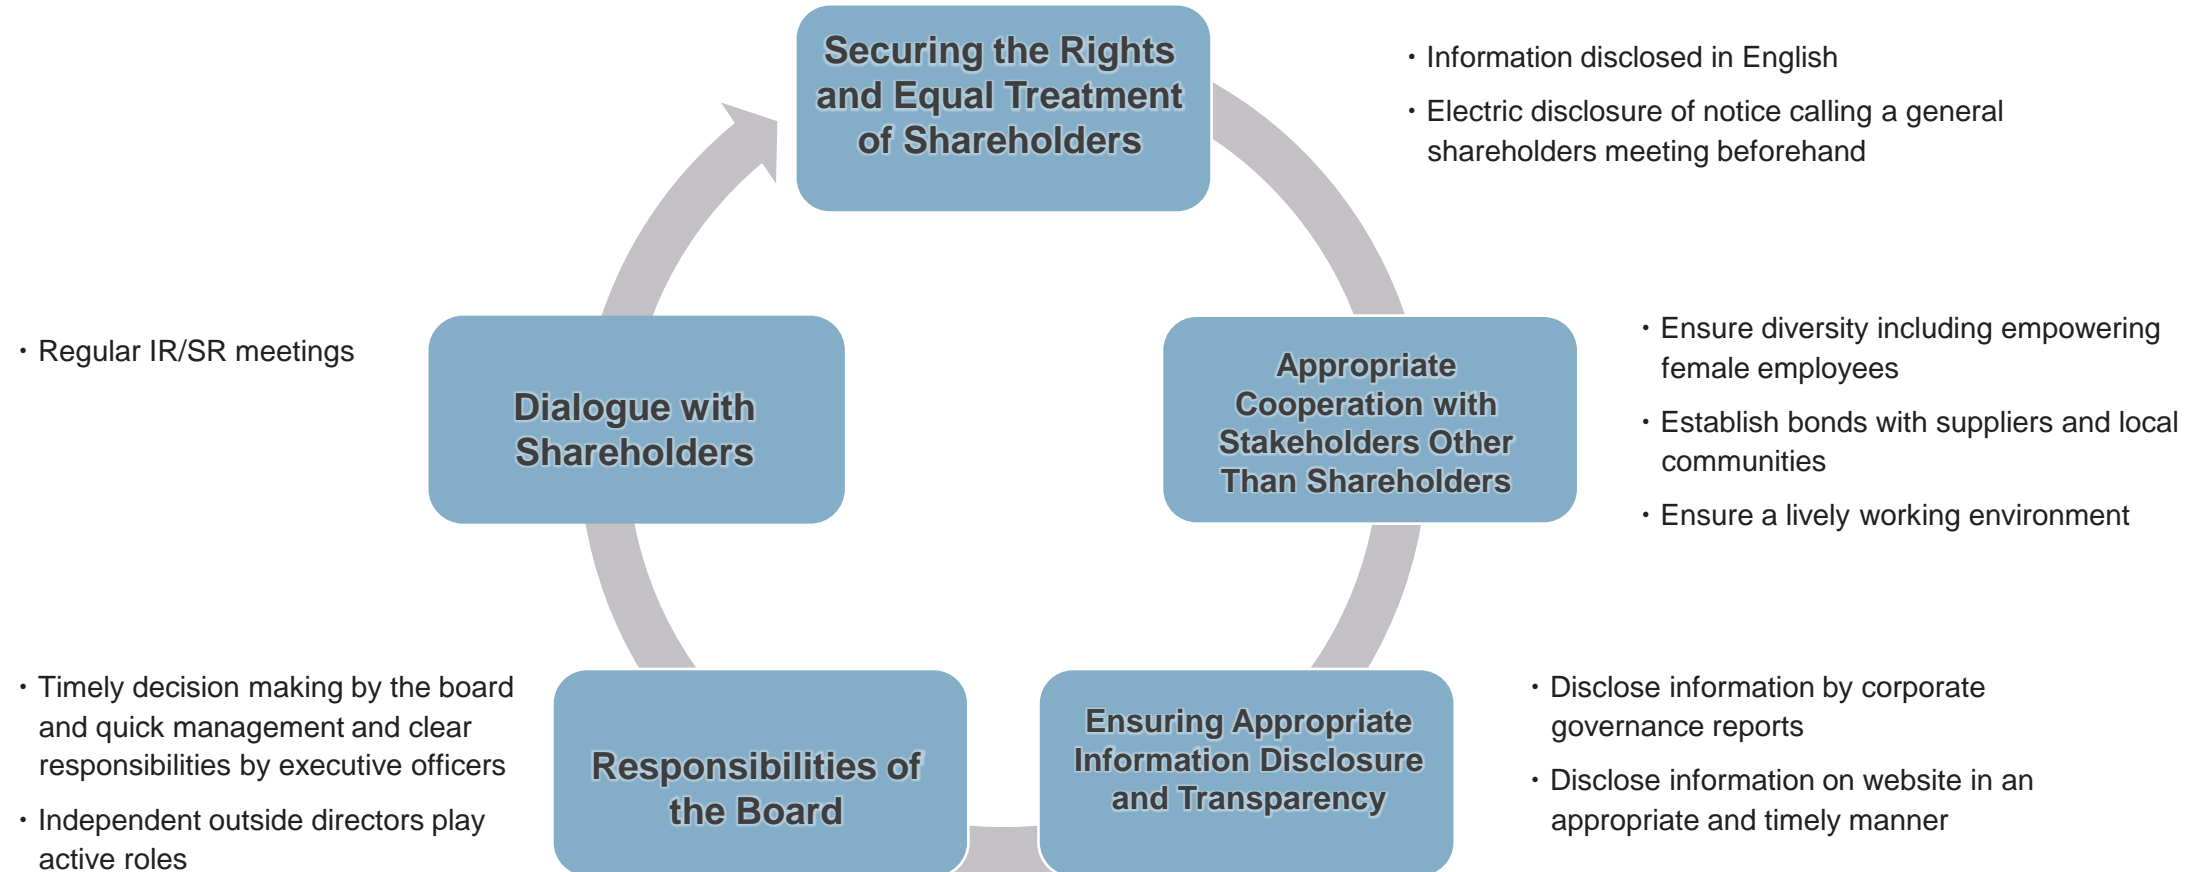 Securing the Rights
and Equal Treatment
of Shareholders
・Information disclosed in English
・Electric disclosure of notice calling a general
shareholders meeting beforehand
Appropriate
Cooperation with
Stakeholders Other
Than Shareholders
・Ensure diversity including empowering
female employees
・Establish bonds with suppliers and local
communities
・Ensure a lively working environment
Ensuring Appropriate
Information Disclosure
and Transparency
・Disclose information by corporate
governance reports
・Disclose information on website in an
appropriate and timely manner
Responsibilities of
the Board
・Timely decision making by the board
and quick management and clear
responsibilities by executive officers
・Independent outside directors play
active roles
Dialogue with
Shareholders
・Regular IR/SR meetings